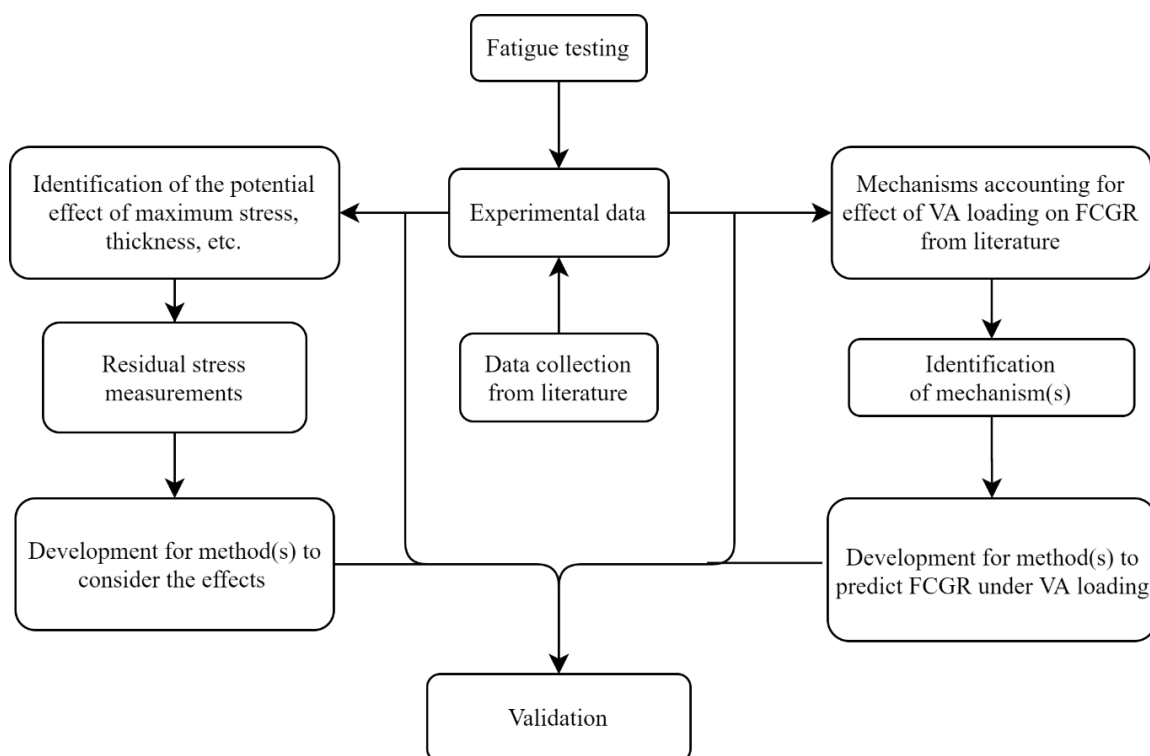 Fatigue testing
Identification of the potential
effect of maximum stress,
thickness, etc.
Experimental data
Mechanisms accounting for
effect of VA loading on FCGR
from literature
Residual stress
measurements
Data collection
from literature
Identification
of mechanism(s)
Development for method(s) to
consider the effects
Development for method(s) to
predict FCGR under VA loading
Validation